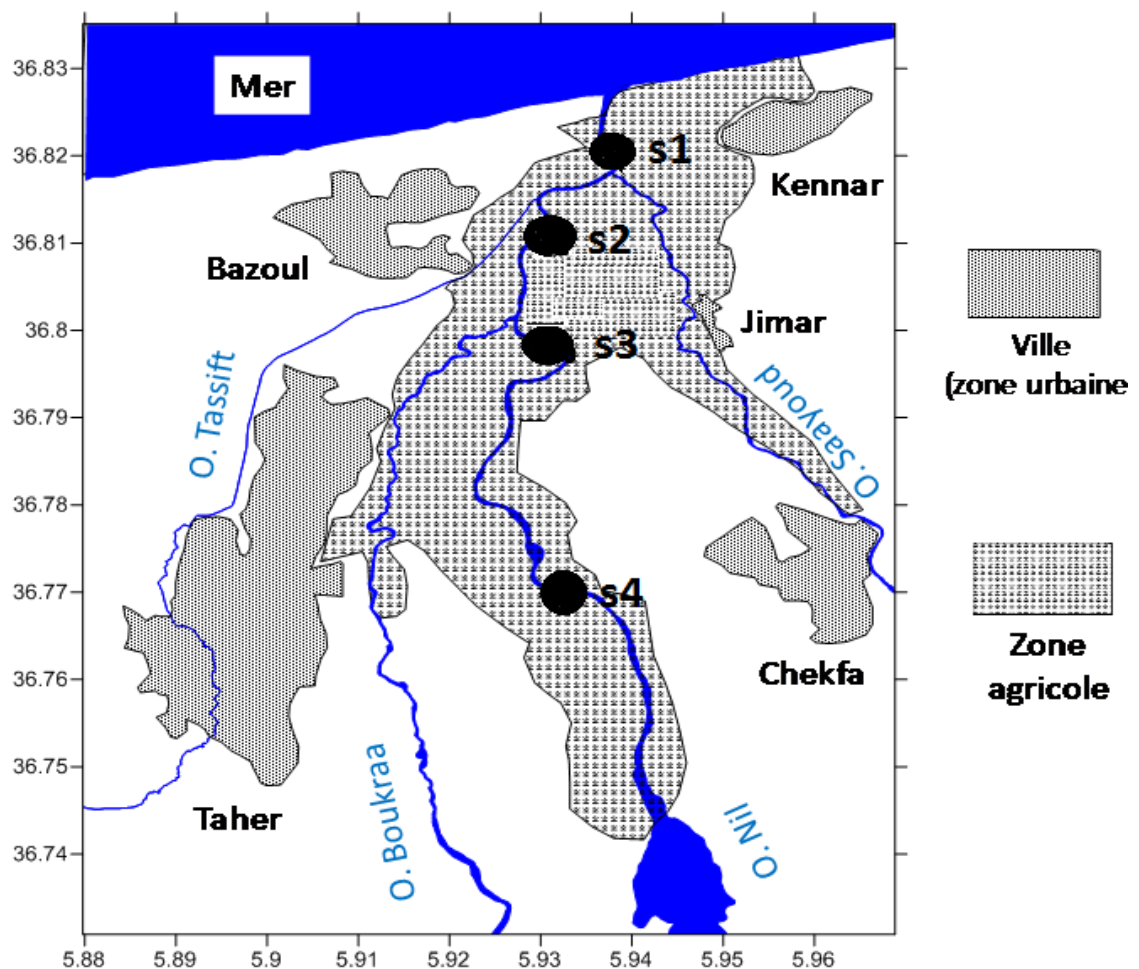 36.83
Mer
36.82
s1
Kennar
36.81
s2
Bazoul
36.8
s3
Jimar
Ville
(zone urbaine
O. Tassift
O. Saayoud
36.79
36.78
36.77
s4
Zone
agricole
36.76
Chekfa
36.75
Taher
O. Boukraa
O. Nil
36.74
5.88 5.89 5.9 5.91 5.92 5.93 5.94 5.95 5.96